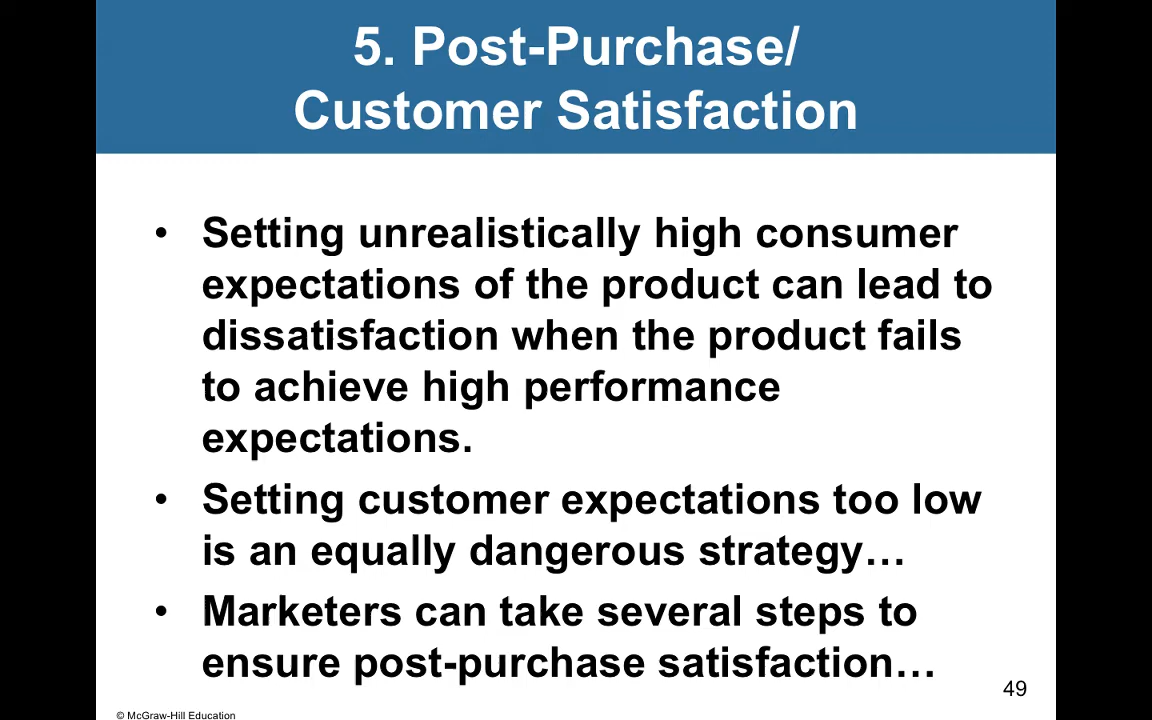 5. Post-Purchase/
Customer Satisfaction
• Setting unrealistically high consumer
expectations of the product can lead to
dissatisfaction when the product fails
to achieve high performance
expectations.
• Setting customer expectations too low
is an equally dangerous strategy…
• Marketers can take several steps to
ensure post-purchase satisfaction…
49
© McGraw-Hill Education